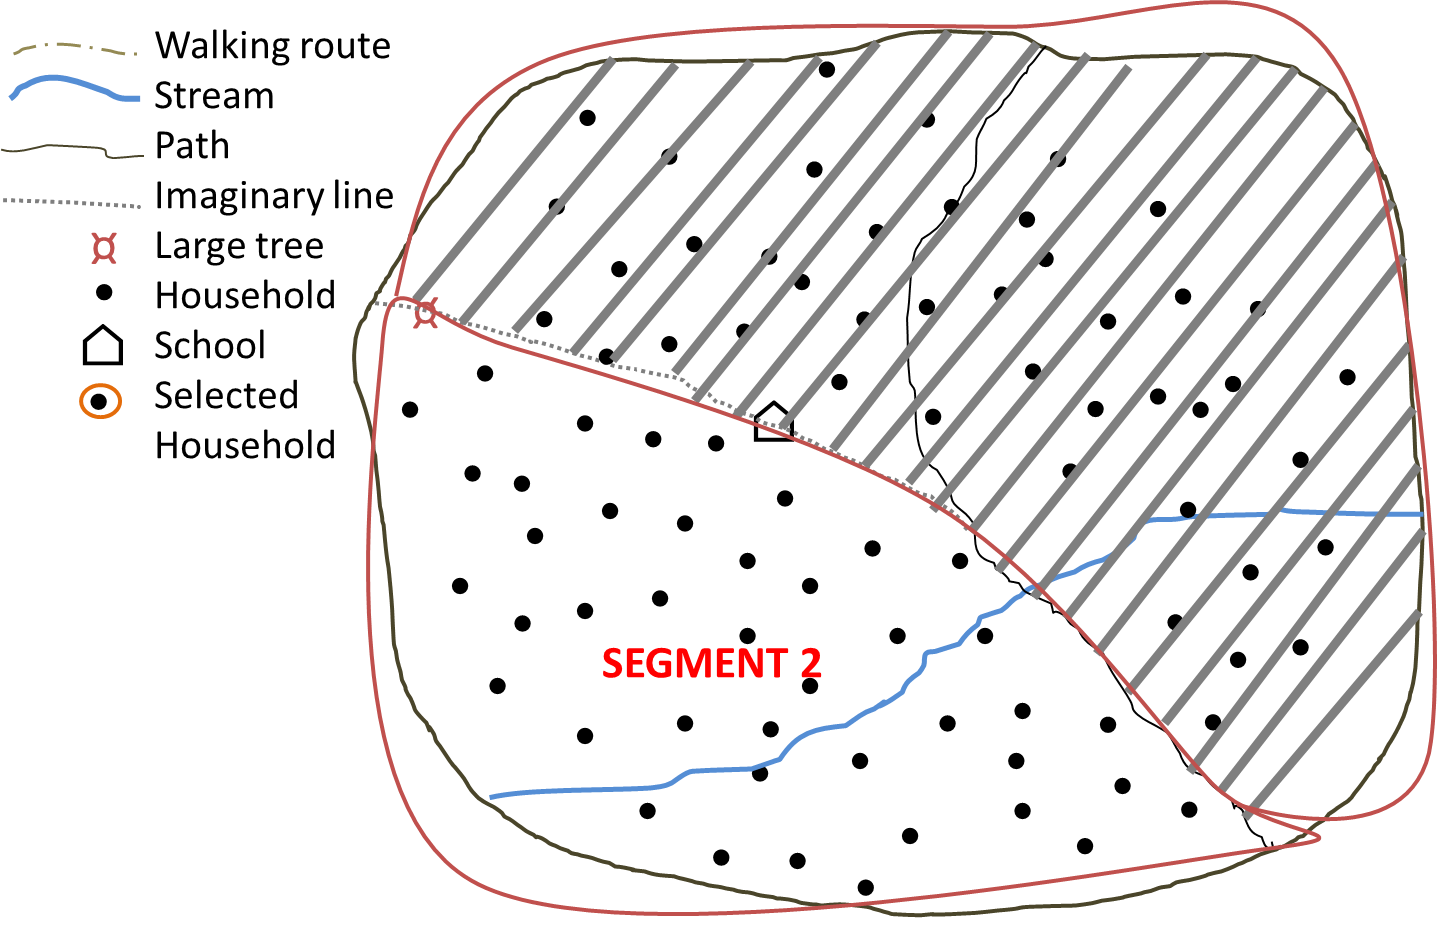 Walking route
Stream
Path
Imaginary line
Large tree
Household
School
Selected
Household
SEGMENT 2